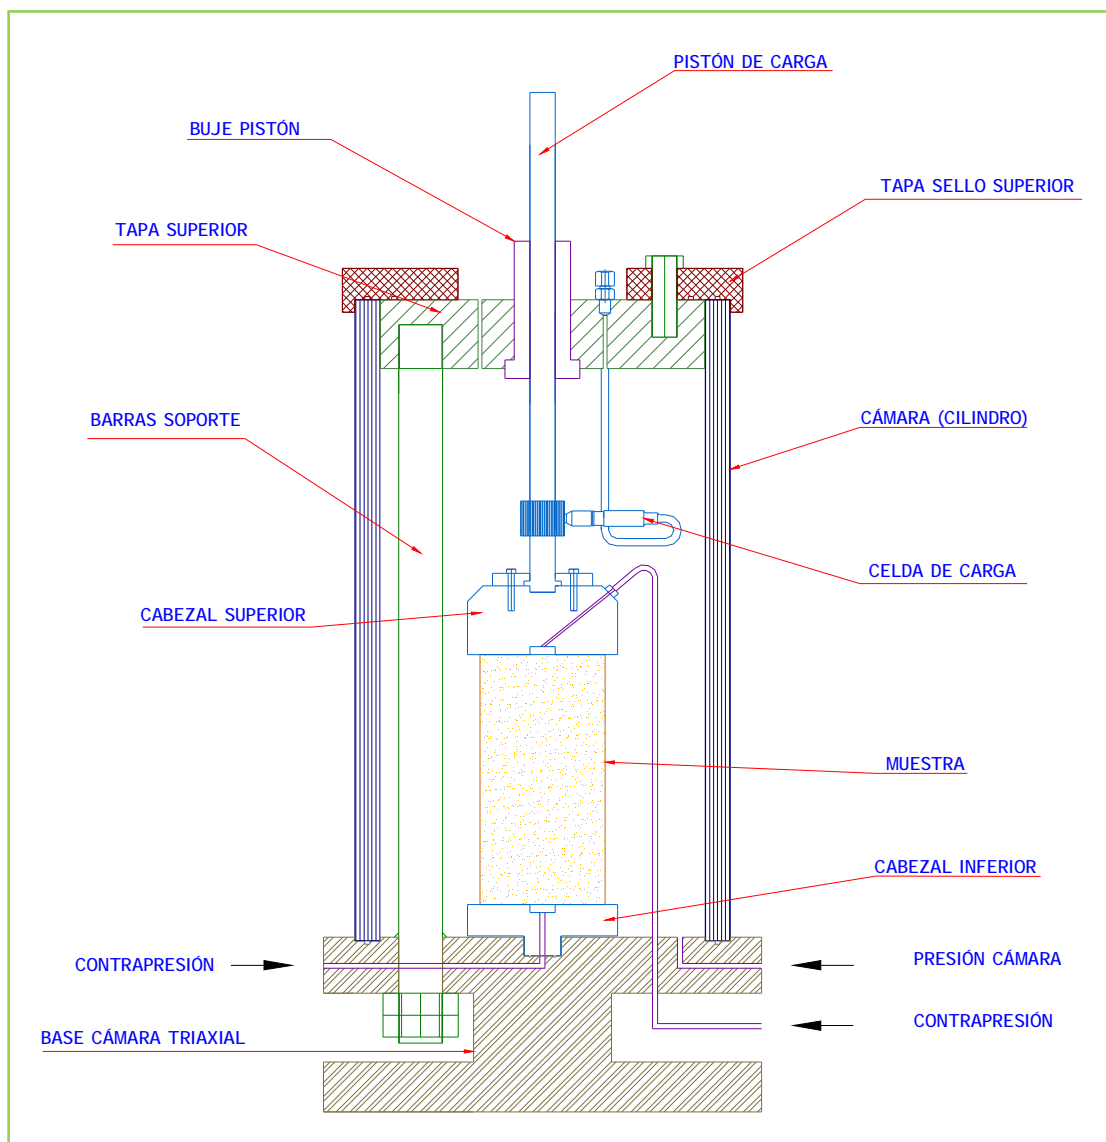 PISTÓN DE CARGA
BUJE PISTÓN
TAPA SELLO SUPERIOR
TAPA SUPERIOR
BARRAS SOPORTE
CÁMARA (CILINDRO)
CELDA DE CARGA
CABEZAL SUPERIOR
MUESTRA
CABEZAL INFERIOR
CONTRAPRESIÓN
PRESIÓN CÁMARA
CONTRAPRESIÓN
BASE CÁMARA TRIAXIAL